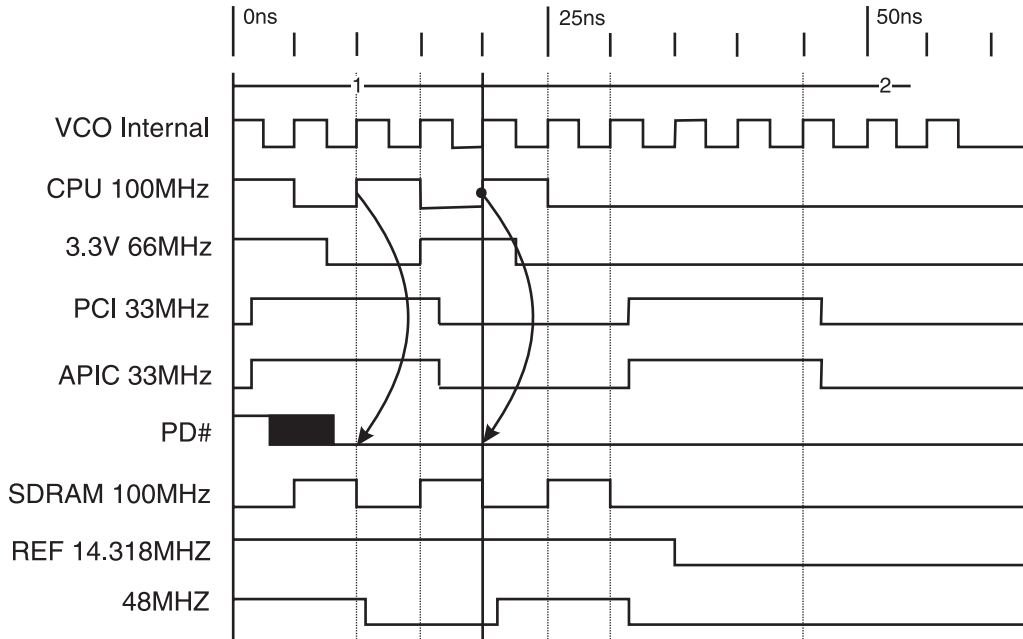 0ns 25ns 50ns
1 2
VCO Internal
CPU 100MHz
3.3V 66MHz
PCI 33MHz
APIC 33MHz
PD#
SDRAM 100MHz
REF 14.318MHZ
48MHZ